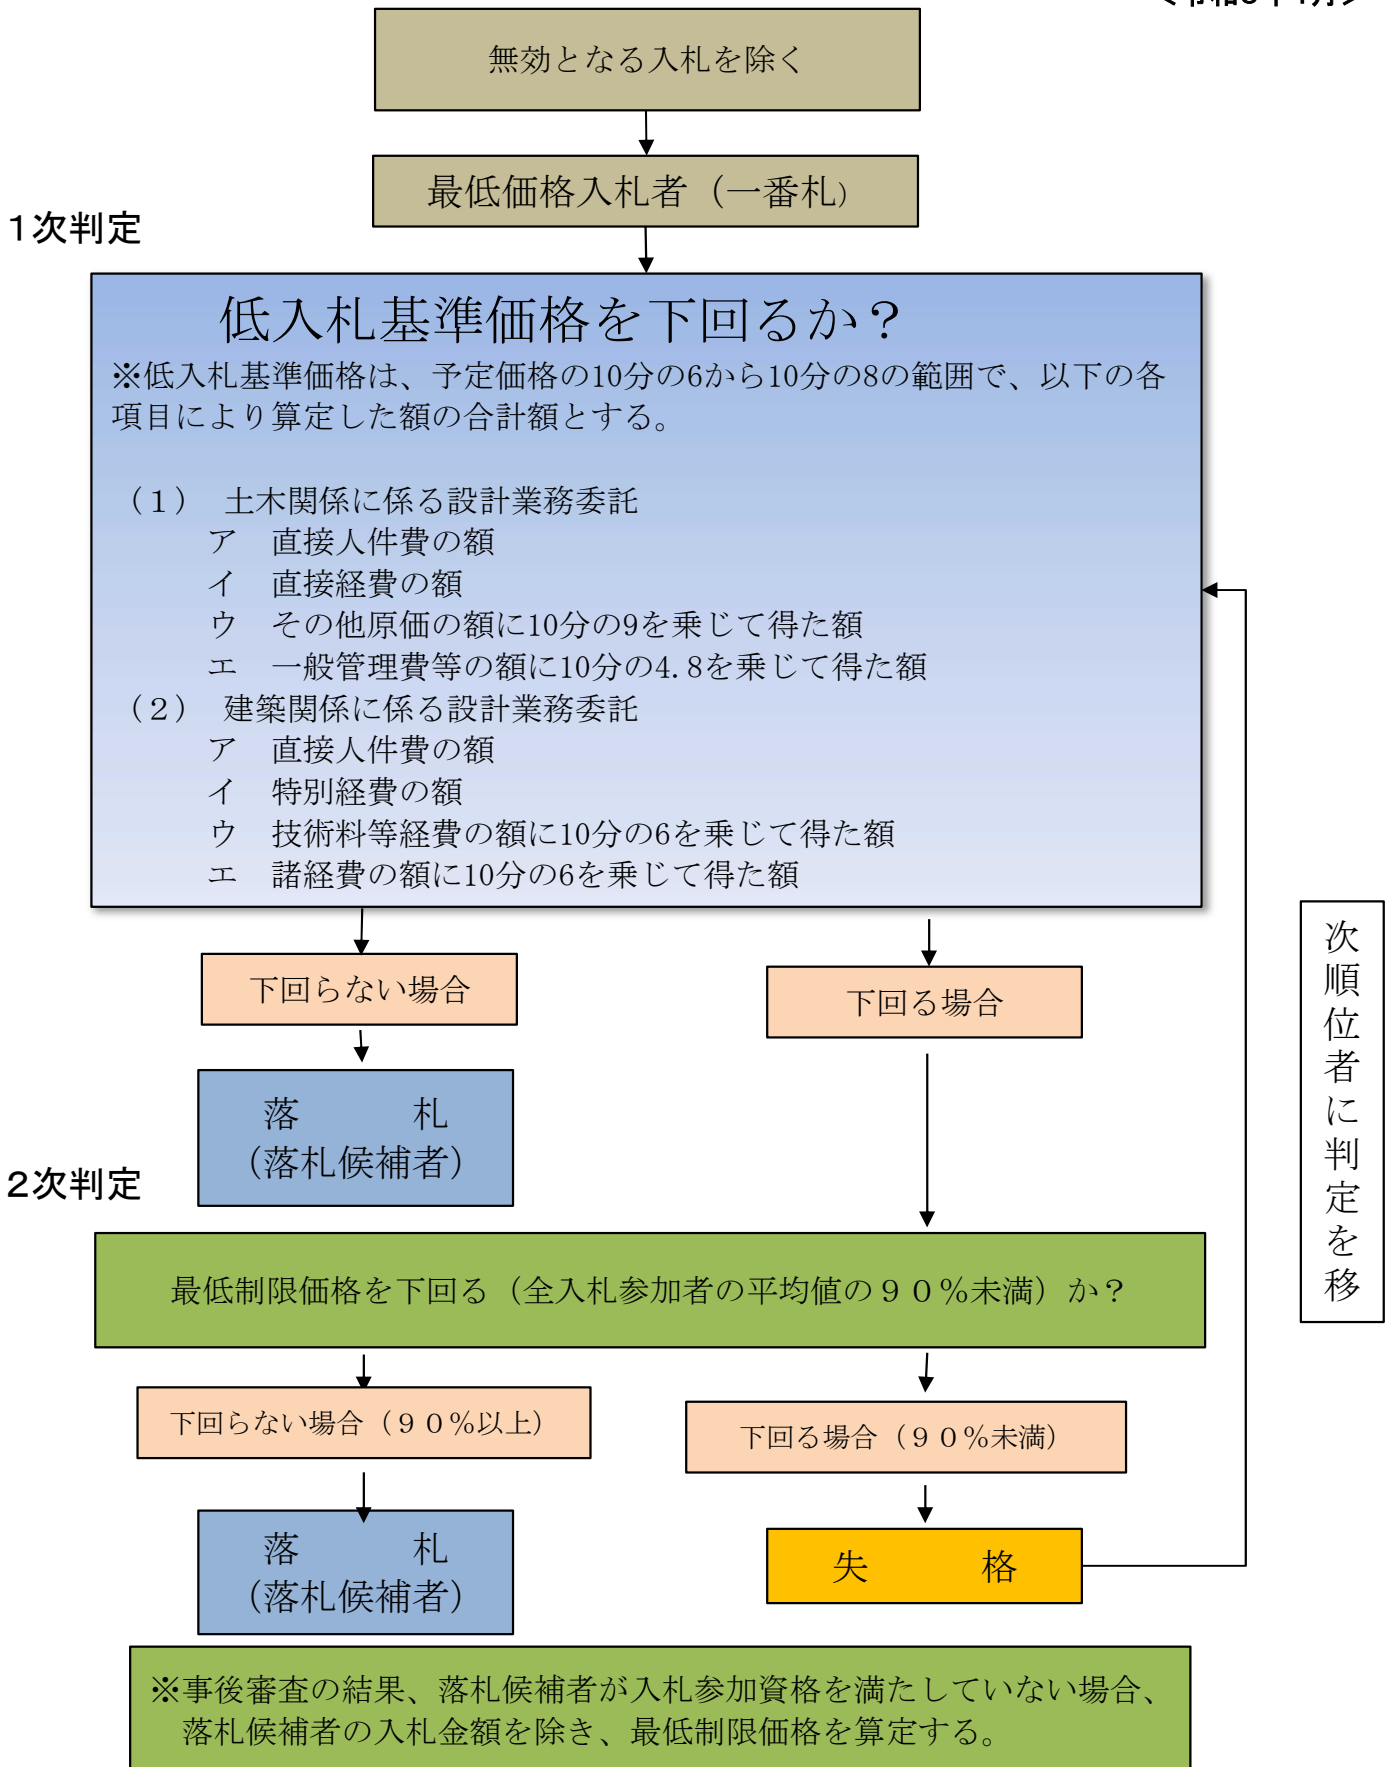 無効となる入札を除く
最低価格入札者（一番札）
1次判定
低入札基準価格を下回るか？
※低入札基準価格は、予定価格の10分の6から10分の8の範囲で、以下の各
項目により算定した額の合計額とする。
（１） 土木関係に係る設計業務委託
ア 直接人件費の額
イ 直接経費の額
ウ その他原価の額に10分の9を乗じて得た額
エ 一般管理費等の額に10分の4.8を乗じて得た額
（２） 建築関係に係る設計業務委託
ア 直接人件費の額
イ 特別経費の額
ウ 技術料等経費の額に10分の6を乗じて得た額
エ 諸経費の額に10分の6を乗じて得た額
下回らない場合
下回る場合
次順位者に判定を移
落　札
（落札候補者）
2次判定
最低制限価格を下回る（全入札参加者の平均値の９０％未満）か？
下回らない場合（９０％以上）
下回る場合（９０％未満）
落　札
（落札候補者）
失　格
※事後審査の結果、落札候補者が入札参加資格を満たしていない場合、
落札候補者の入札金額を除き、最低制限価格を算定する。